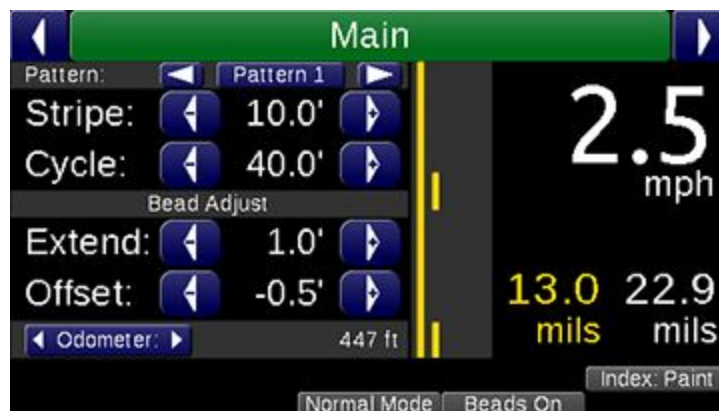 Main
Pattern: Pattern 1
Stripe: 10.0'
Cycle: 40.0'
Bead Adjust
Extend: 1.0'
Offset: -0.5'
Odometer: 447 ft
2.5
mph
13.0 22.9
mils mils
Index: Paint
Normal Mode Beads On